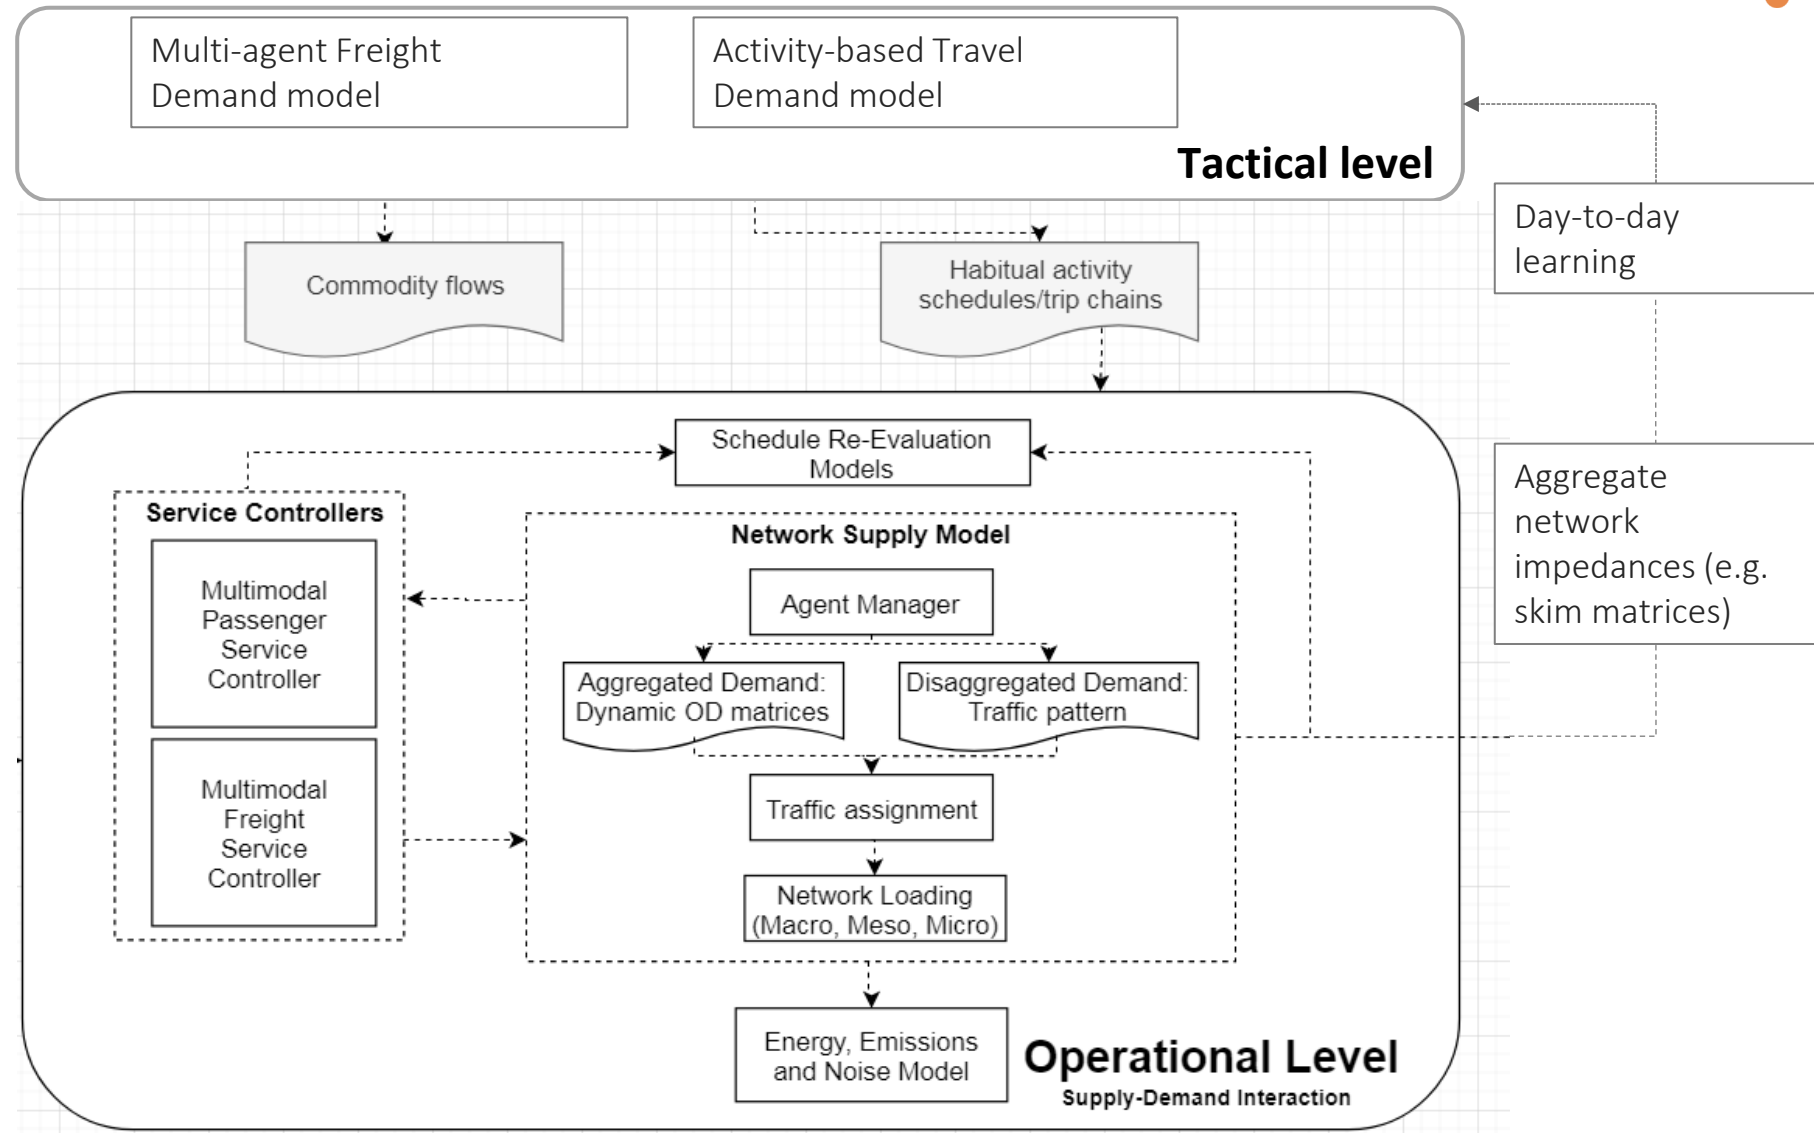 Multi-agent Freight
Demand model
Activity-based Travel
Demand model
Tactical level
Day-to-day
learning
Commodity flows
Habitual activity
schedules/trip chains
Schedule Re-Evaluation
Models
Aggregate
network
impedances (e.g.
skim matrices)
Service Controllers
Multimodal
Passenger
Service
Controller
Multimodal
Freight
Service
Controller
Network Supply Model
Agent Manager
Aggregated Demand:
Dynamic OD matrices
Disaggregated Demand:
Traffic pattern
Traffic assignment
Network Loading
(Macro, Meso, Micro)
Energy, Emissions
and Noise Model
Operational Level
Supply-Demand Interaction